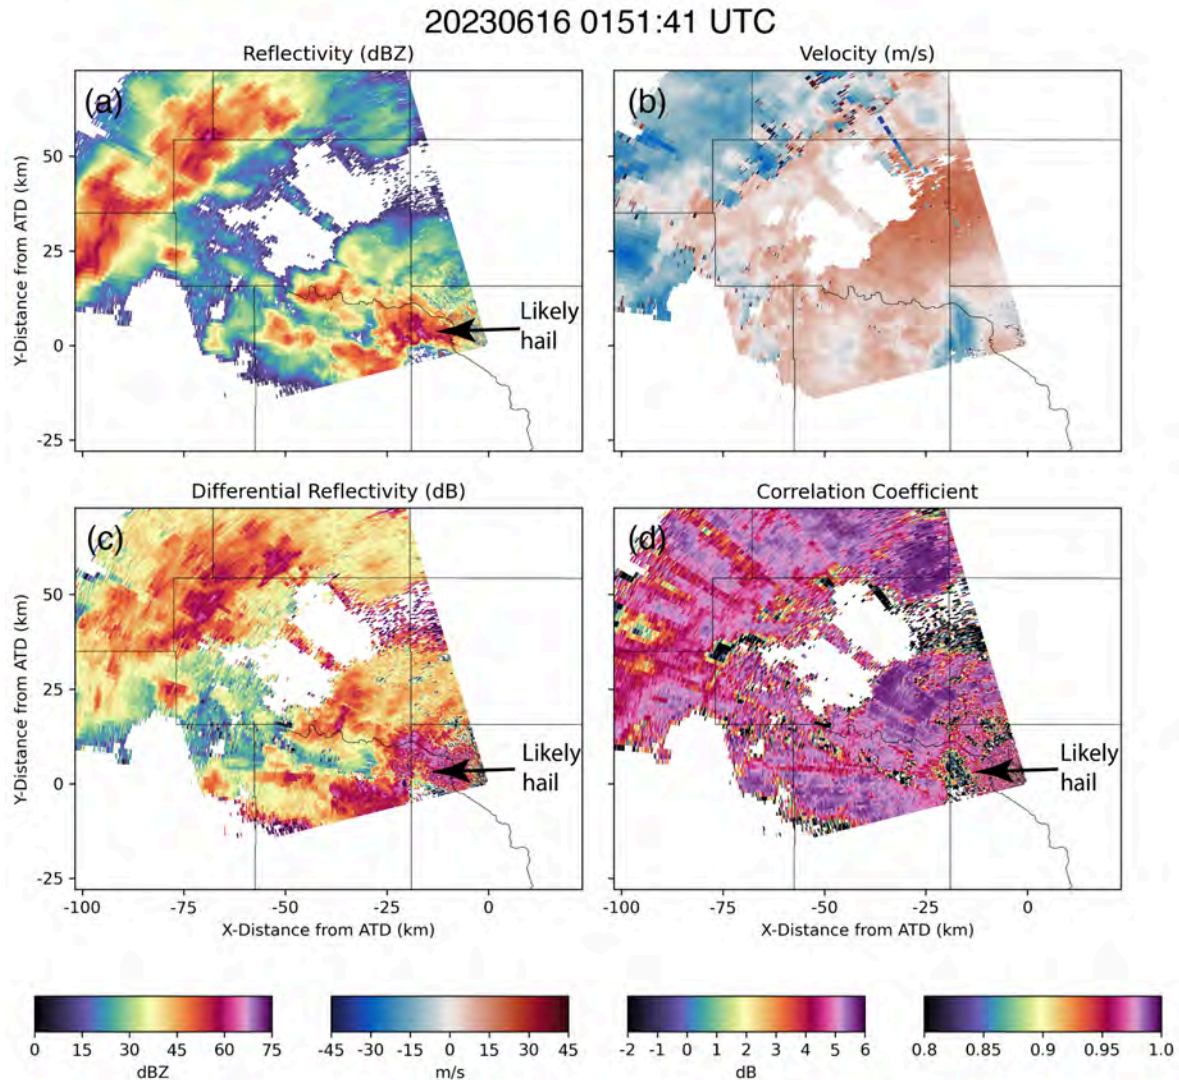 20230616 0151:41 UTC
Reflectivity (dBZ)
Velocity (m/s)
(a)
(b)
50
25
0
-25
Y-Distance from ATD (km)
Likely
hail
Differential Reflectivity (dB)
Correlation Coefficient
(c)
(d)
50
25
0
-25
Y-Distance from ATD (km)
Likely
hail
Likely
hail
-100 -75 -50 -25 0
-100 -75 -50 -25 0
X-Distance from ATD (km)
X-Distance from ATD (km)
0 15 30 45 60 75
dBZ
-45 -30 -15 0 15 30 45
m/s
-2 -1 0 1 2 3 4 5 6
dB
0.8 0.85 0.9 0.95 1.0